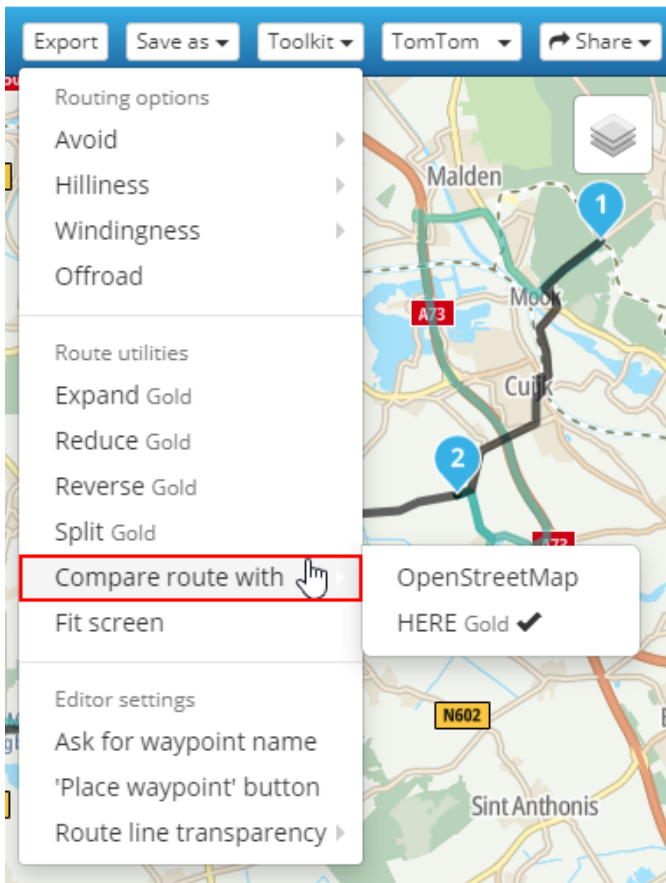 Export
Save as
Toolkit
TomTom
Share
Routing options
Avoid
Hilliness
Windingness
Offroad
Route utilities
Expand Gold
Reduce Gold
Reverse Gold
Split Gold
Compare route with
OpenStreetMap
HERE Gold
Fit screen
Editor settings
Ask for waypoint name
'Place waypoint' button
Route line transparency
Malden
1
Mook
A73
Cuijk
2
A73
N602
Sint Anthonis